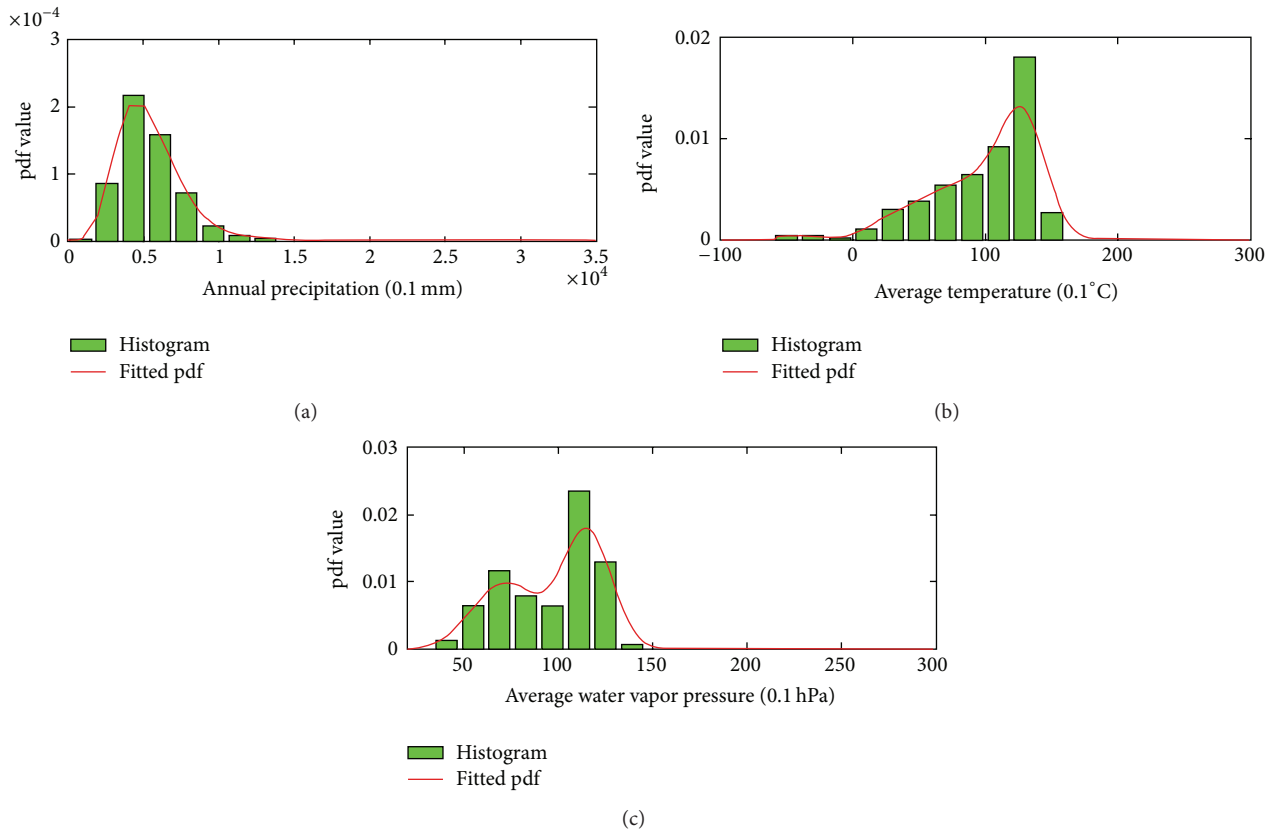 ×10⁻⁴
3
2
1
0
pdf value
0 0.5 1 1.5 2 2.5 3 3.5
×10⁴
Annual precipitation (0.1 mm)
Histogram
Fitted pdf
(a)
0.02
0.01
0
pdf value
−100 0 100 200 300
Average temperature (0.1°C)
Histogram
Fitted pdf
(b)
0.03
0.02
0.01
0
pdf value
50 100 150 200 250 300
Average water vapor pressure (0.1 hPa)
Histogram
Fitted pdf
(c)